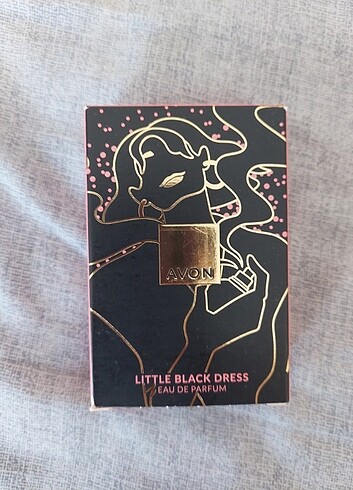 AVON
LITTLE BLACK DRESS
EAU DE PARFUM